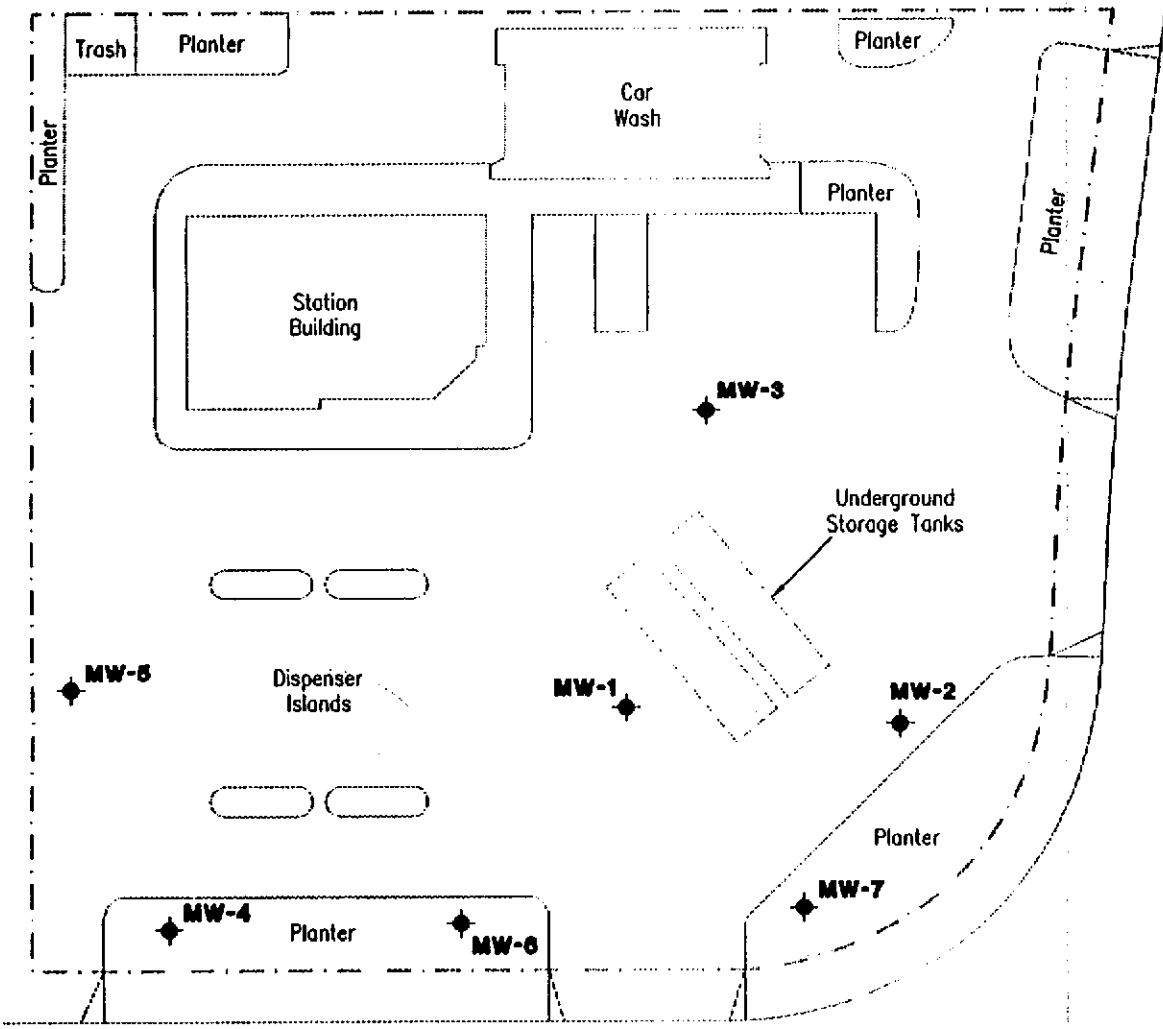 Trash
Planter
Planter
Car
Wash
Planter
Planter
Planter
Station
Building
MW-3
Underground
Storage Tanks
MW-5
Dispenser
Islands
MW-1
MW-2
Planter
MW-4
Planter
MW-6
MW-7